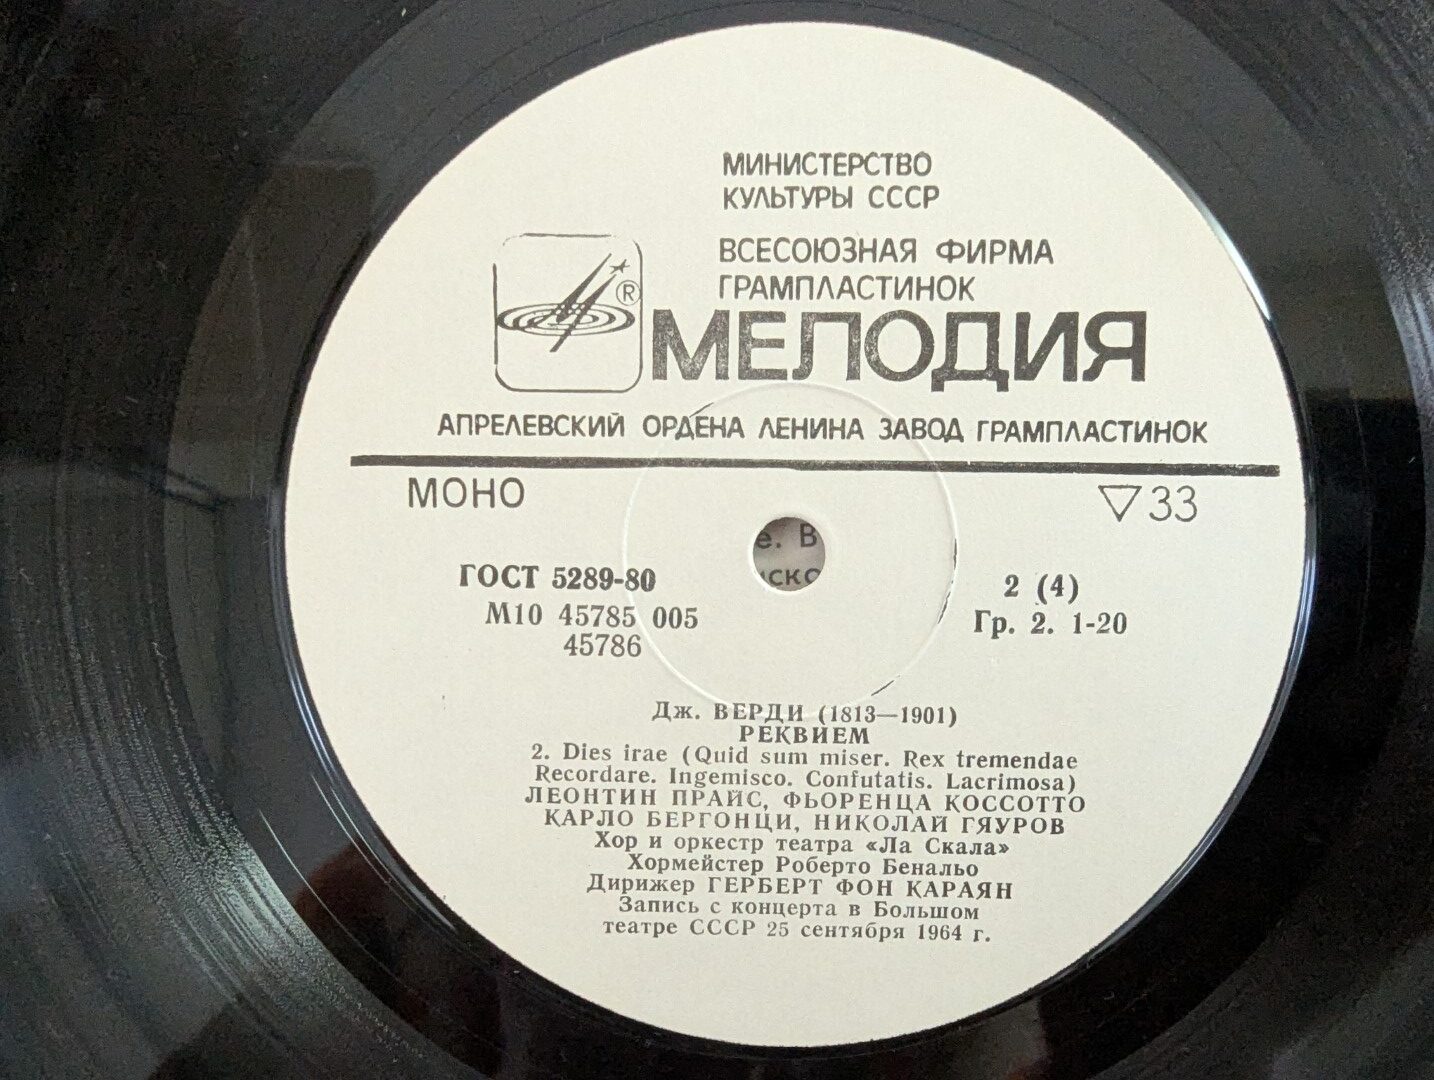 МИНИСТЕРСТВО
КУЛЬТУРЫ СССР
ВСЕСОЮЗНАЯ ФИРМА
ГРАМПЛАСТИНОК
®
МЕЛОДИЯ
АПРЕЛЕВСКИЙ ОРДЕНА ЛЕНИНА ЗАВОД ГРАМПЛАСТИНОК
МОНО
▽33
е. В
иско
ГОСТ 5289-80
2 (4)
М10 45785 005
Гр. 2. 1-20
45786
Дж. ВЕРДИ (1813—1901)
РЕКВИЕМ
2. Dies irae (Quid sum miser. Rex tremendae
Recordare. Ingemisco. Confutatis. Lacrimosa)
ЛЕОНТИН ПРАЙС, ФЬОРЕНЦА КОССОТТО
КАРЛО БЕРГОНЦИ, НИКОЛАЙ ГЯУРОВ
Хор и оркестр театра «Ла Скала»
Хормейстер Роберто Бенальо
Дирижер ГЕРБЕРТ ФОН КАРАЯН
Запись с концерта в Большом
театре СССР 25 сентября 1964 г.